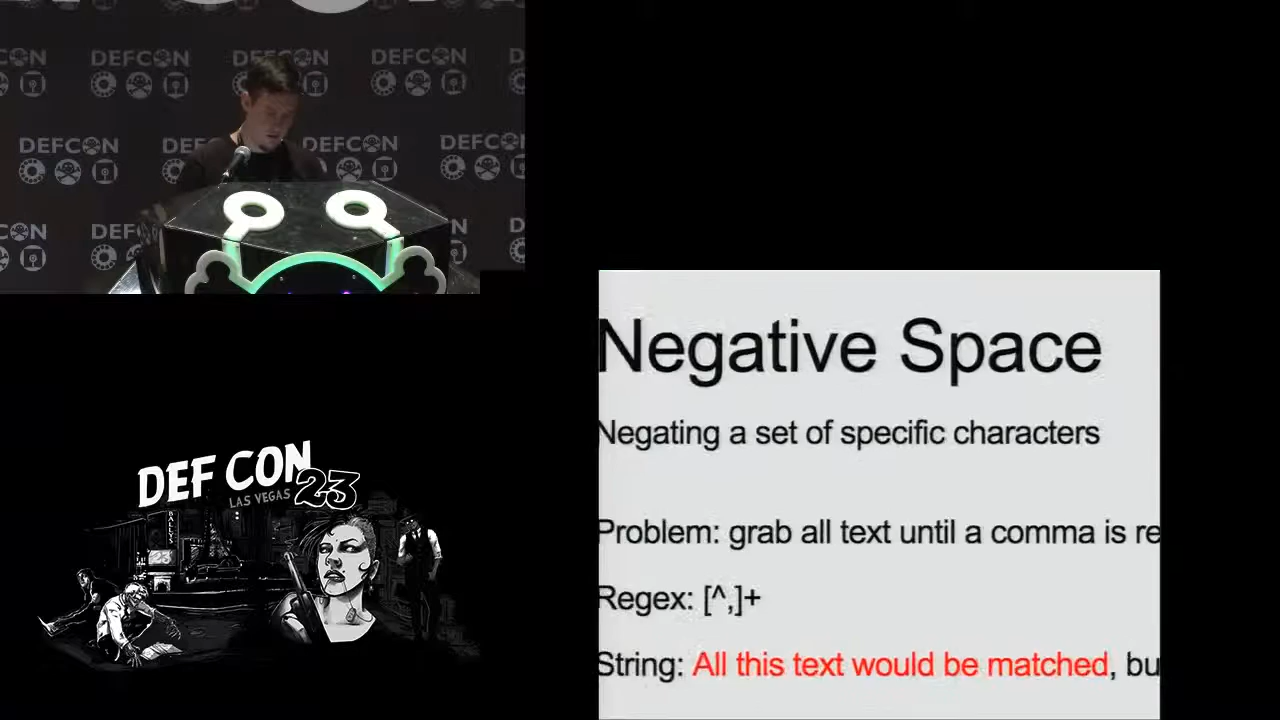 DEFCON DEFCON DEFCON
DEFCON DEFCON DEFCON DEFCON
DEF CON
LAS VEGAS 23
Negative Space
Negating a set of specific characters
Problem: grab all text until a comma is re
Regex: [^,]+
String: All this text would be matched, bu